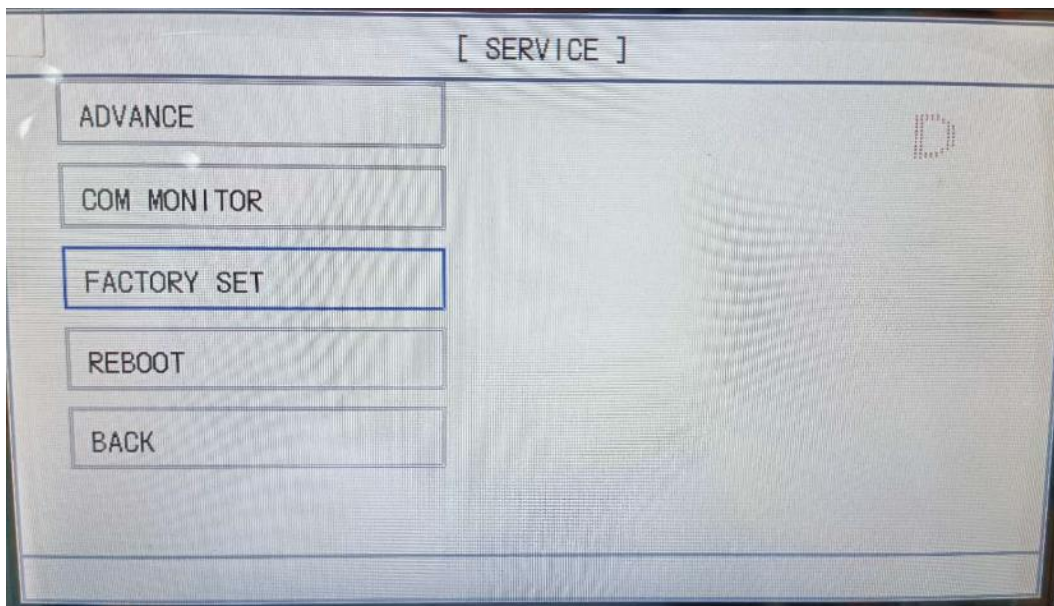 [ SERVICE ]
D
ADVANCE
COM MONITOR
FACTORY SET
REBOOT
BACK